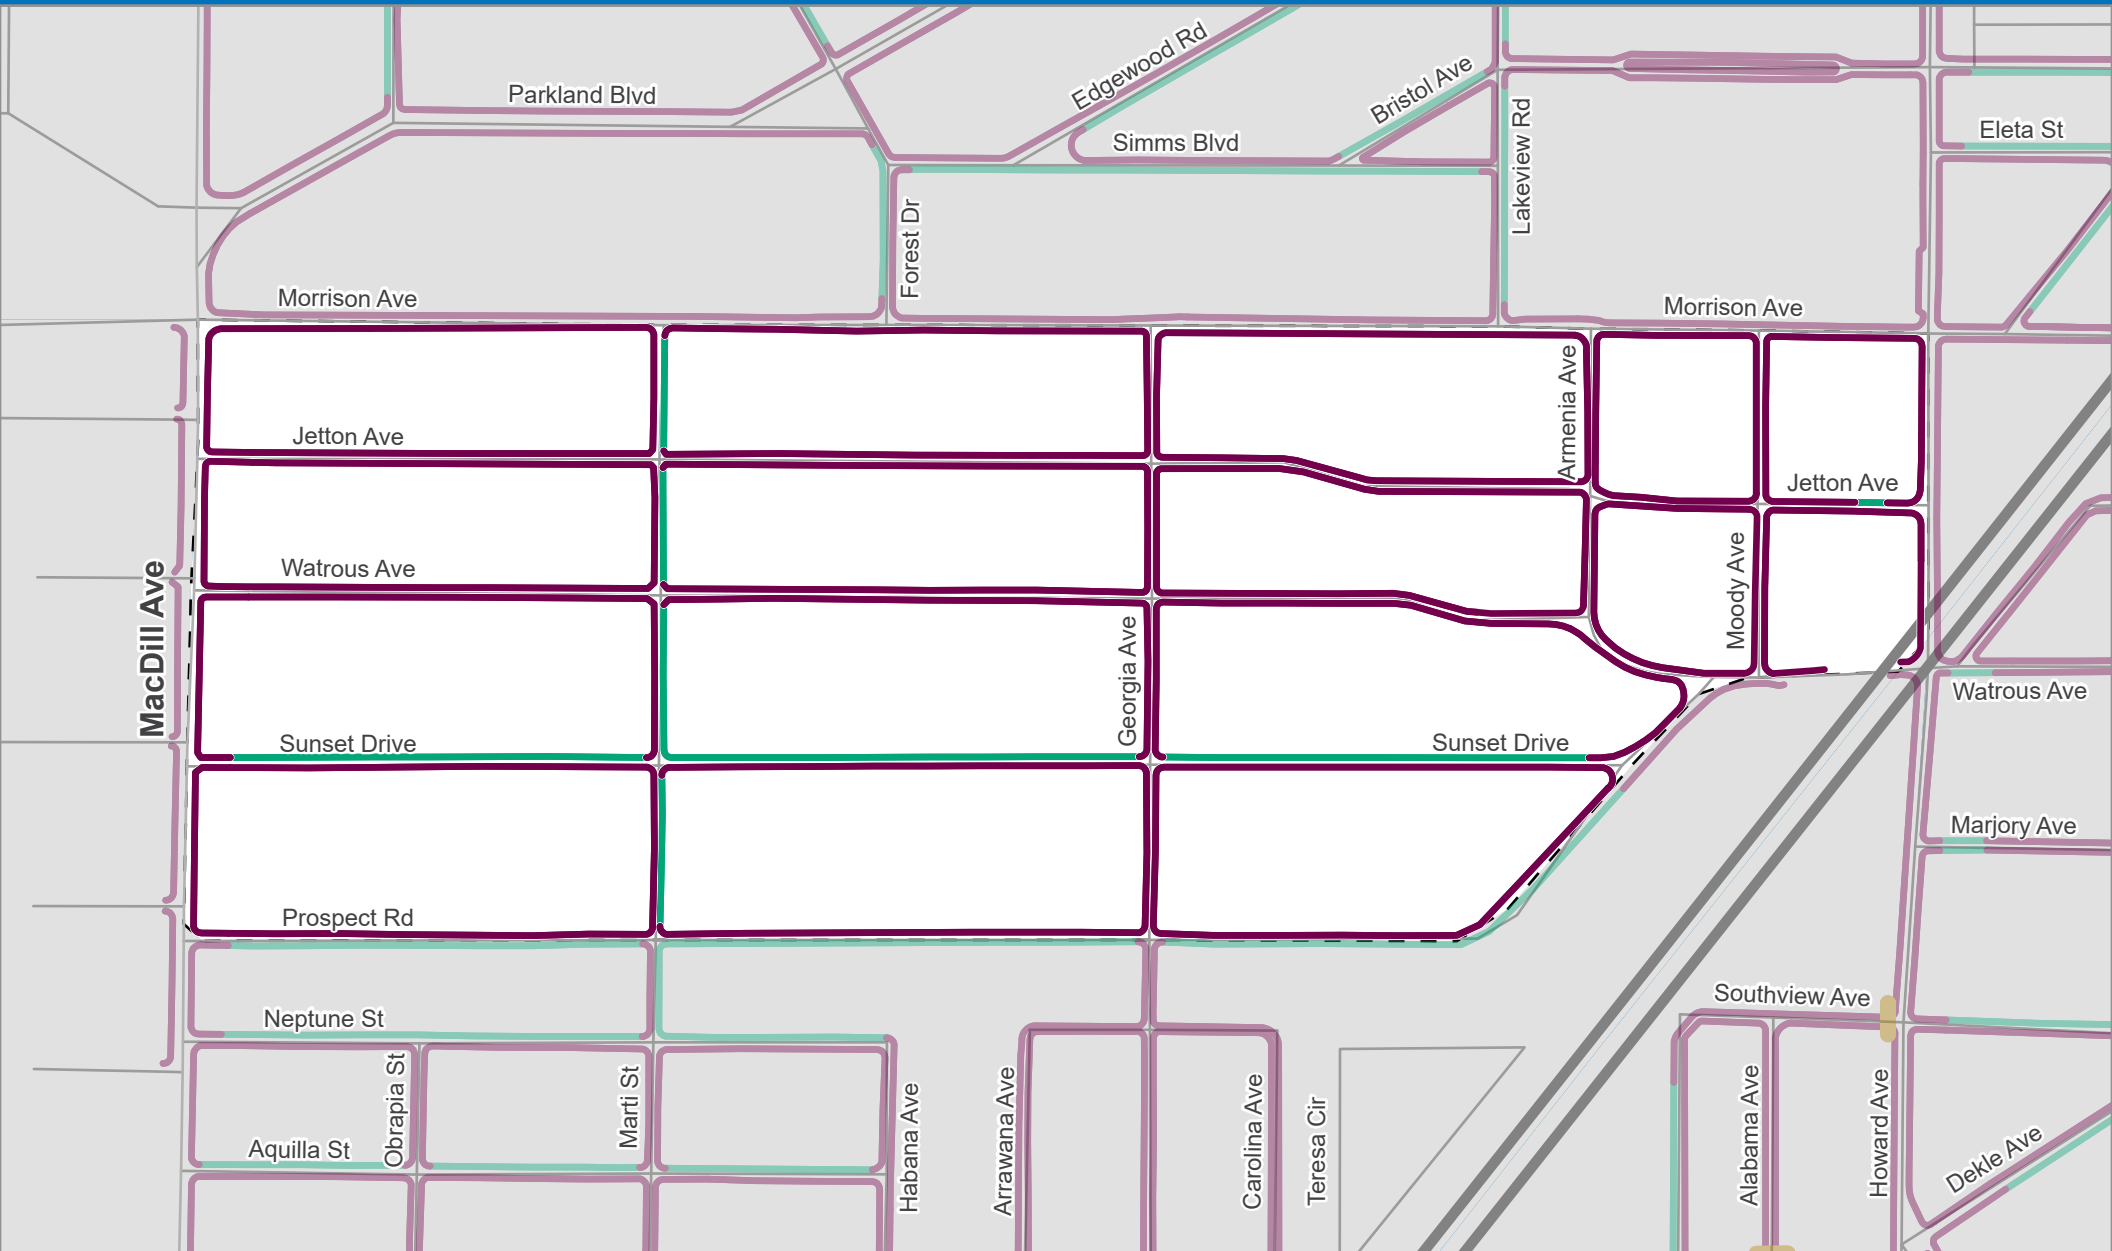 Edgewood Rd
Parkland Blvd
Bristol Ave
Simms Blvd
Eleta St
Lakeview Rd
Forest Dr
Morrison Ave
Morrison Ave
Armenia Ave
Jetton Ave
Jetton Ave
Watrous Ave
Moody Ave
MacDill Ave
Georgia Ave
Watrous Ave
Sunset Drive
Sunset Drive
Marjory Ave
Prospect Rd
Southview Ave
Neptune St
Obrapia St
Marti St
Habana Ave
Arrawana Ave
Carolina Ave
Teresa Cir
Alabama Ave
Howard Ave
Aquilla St
Dekle Ave